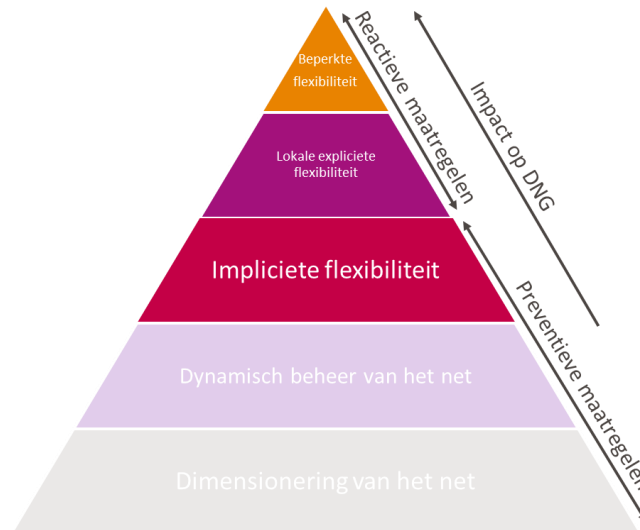 Beperkte
flexibiliteit
Lokale expliciete
flexibiliteit
Impliciete flexibiliteit
Dynamisch beheer van het net
Dimensionering van het net
Reactieve maatregelen
Impact op DNG
Preventieve maatregelen